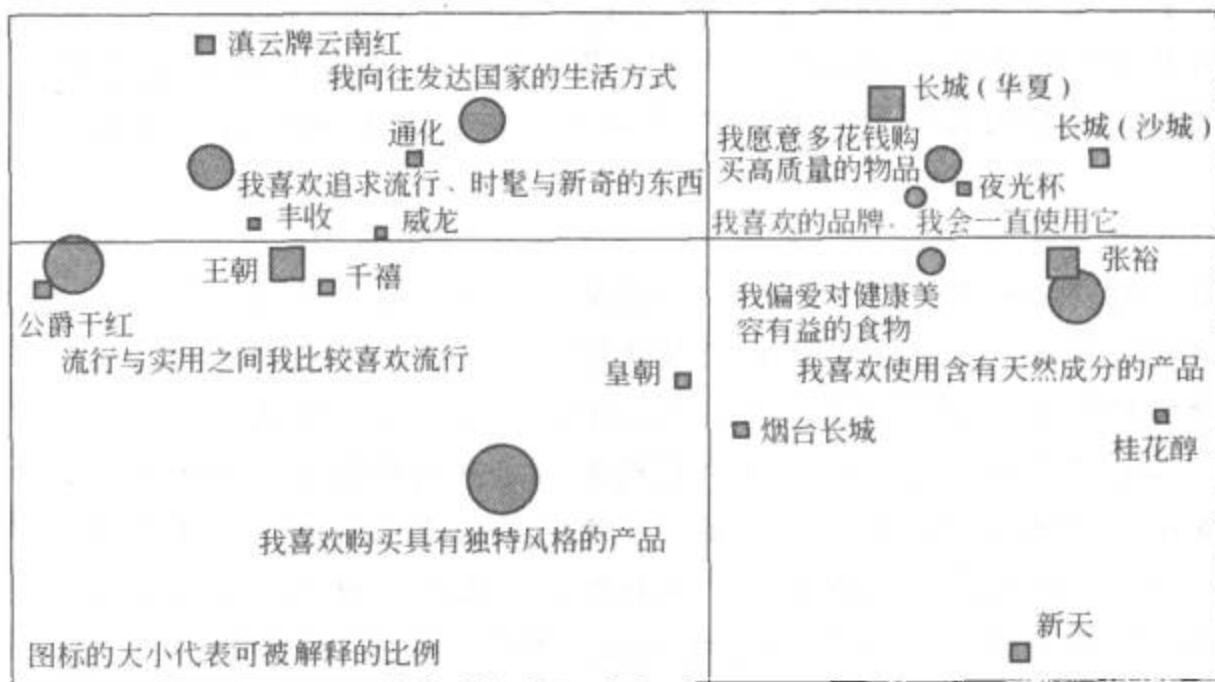 滇云牌云南红
我向往发达国家的生活方式
通化
我喜欢追求流行、时髦与新奇的东西
丰收
威龙
长城(华夏)
长城(沙城)
我愿意多花钱购
买高质量的物品
夜光杯
我喜欢的品牌,我会一直使用它
王朝
千禧
公爵干红
流行与实用之间我比较喜欢流行
皇朝
我喜欢购买具有独特风格的产品
图标的大小代表可被解释的比例
张裕
我偏爱对健康美
容有益的食物
我喜欢使用含有天然成分的产品
烟台长城
桂花醇
新天